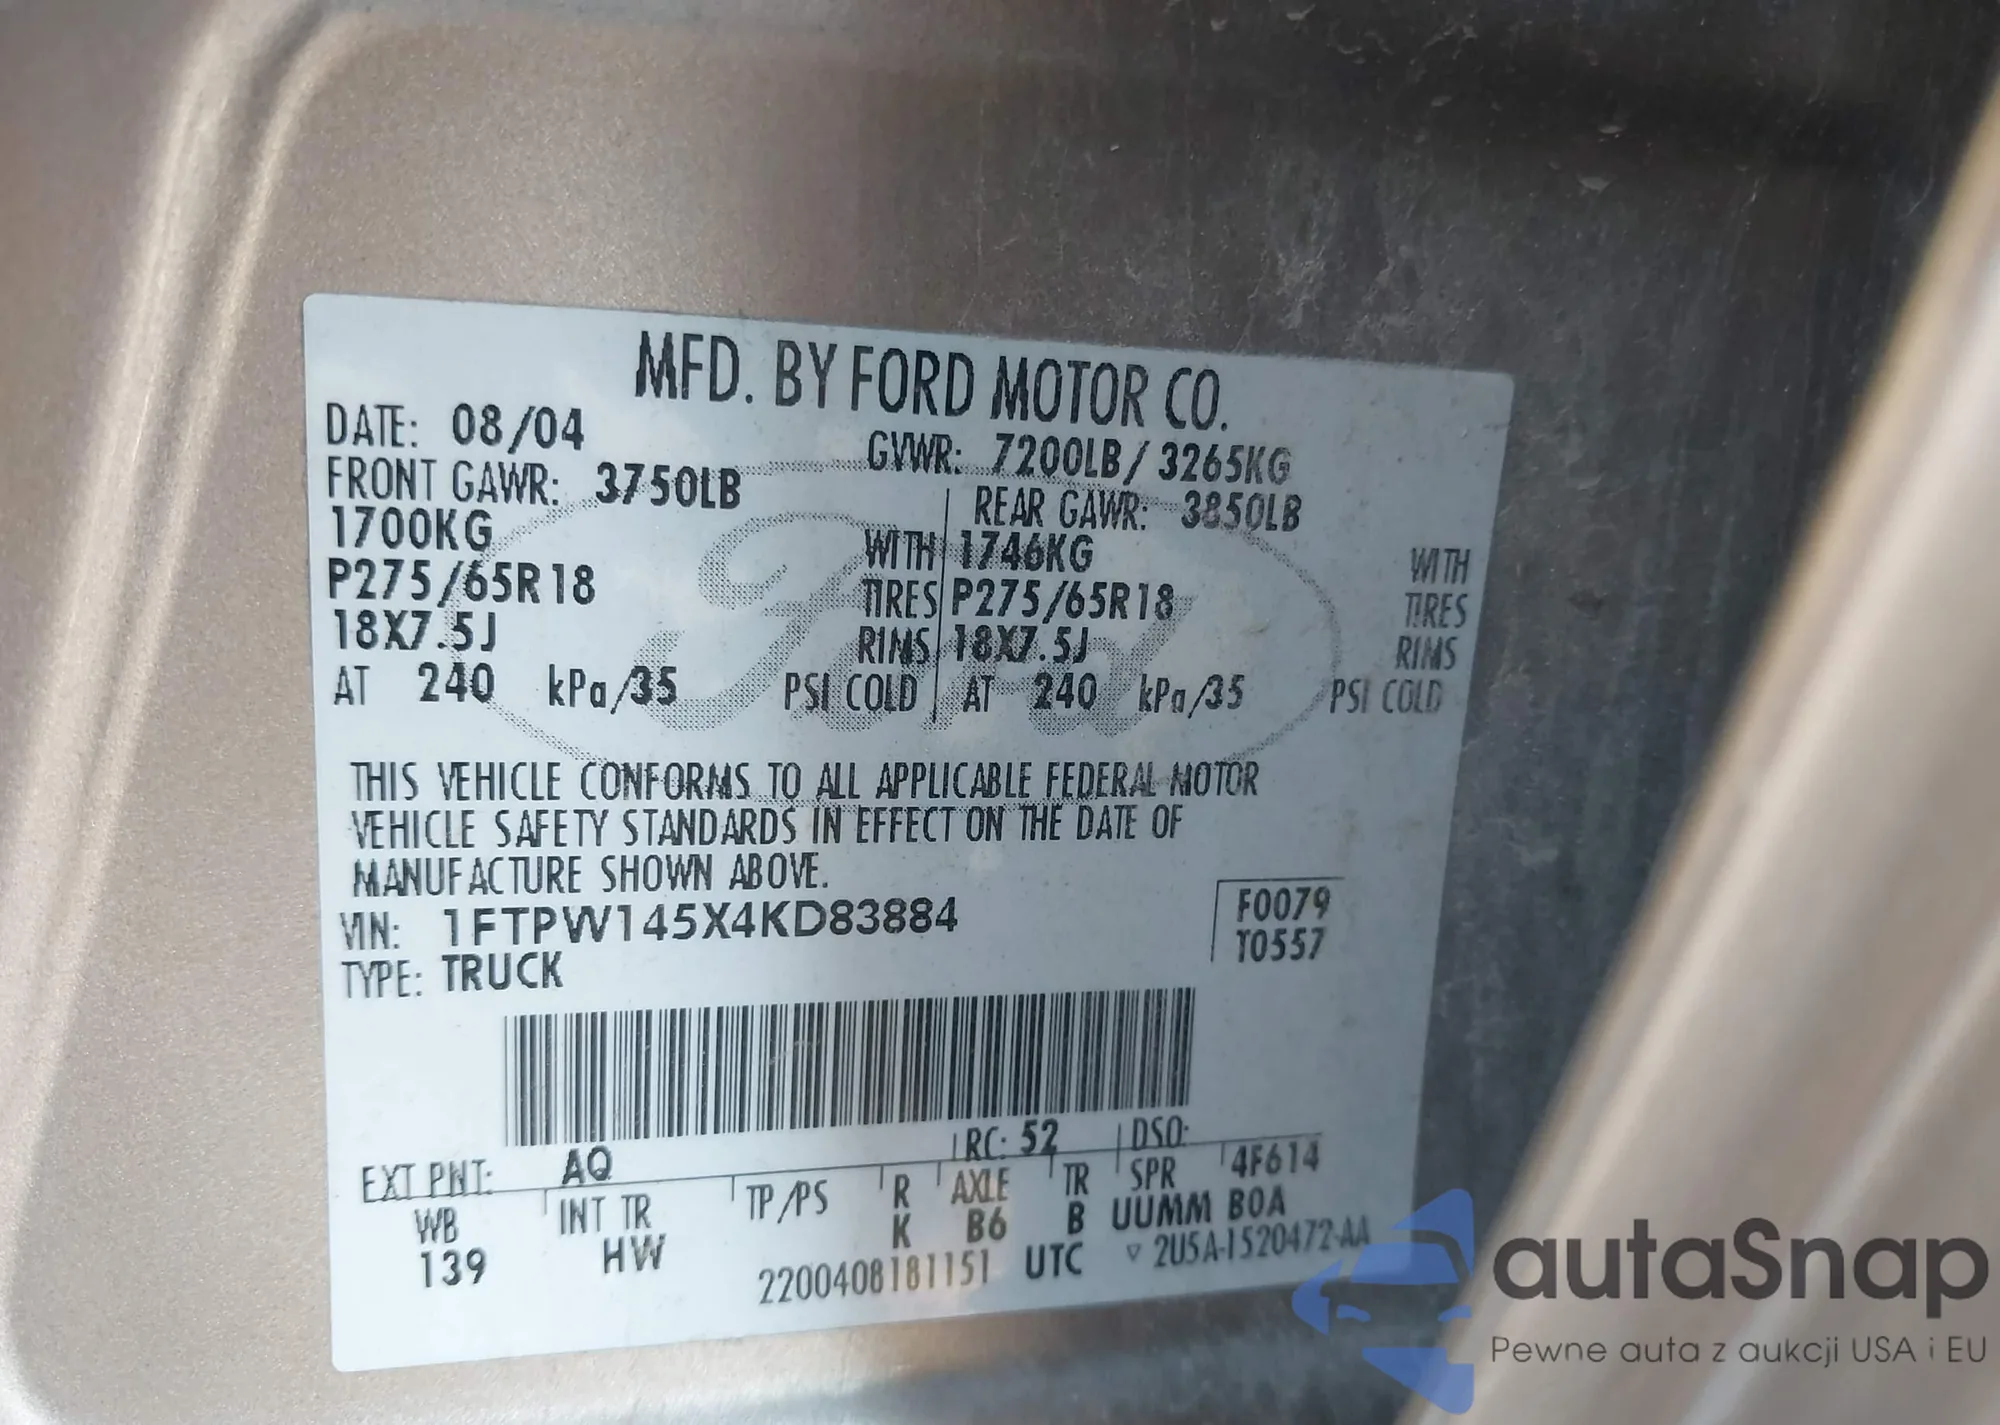 MFD. BY FORD MOTOR CO.
DATE: 08/04
GVWR: 7200LB / 3265KG
FRONT GAWR: 3750LB
REAR GAWR: 3850LB
1700KG WITH 1746KG WITH
P275/65R18 TIRES P275/65R18 TIRES
18X7.5J RIMS 18X7.5J RIMS
AT 240 kPa/35 PSI COLD AT 240 kPa/35 PSI COLD
Ford
THIS VEHICLE CONFORMS TO ALL APPLICABLE FEDERAL MOTOR
VEHICLE SAFETY STANDARDS IN EFFECT ON THE DATE OF
MANUFACTURE SHOWN ABOVE.
VIN: 1FTPW145X4KD83884
F0079
TYPE: TRUCK
T0557
EXT PNT: AQ RC: 52 DSO:
WB INT TR TP/PS R AXLE TR SPR 4F614
139 HW K B6 B UUMM BOA
2200408181151 UTC ▽ 2U5A-1520472-AA
autaSnap
Pewne auta z aukcji USA i EU